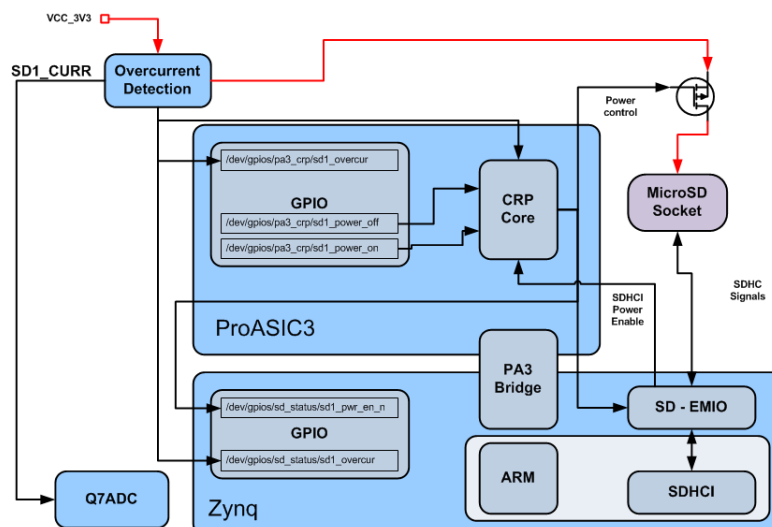 VCC_3V3
SD1_CURR
Overcurrent
Detection
Power
control
/dev/gpios/pa3_crp/sd1_overcur
GPIO
/dev/gpios/pa3_crp/sd1_power_off
/dev/gpios/pa3_crp/sd1_power_on
CRP
Core
MicroSD
Socket
SDHCI
Power
Enable
SDHC
Signals
ProASIC3
PA3
Bridge
/dev/gpios/sd_status/sd1_pwr_en_n
GPIO
/dev/gpios/sd_status/sd1_overcur
SD - EMIO
ARM
SDHCI
Q7ADC
Zynq